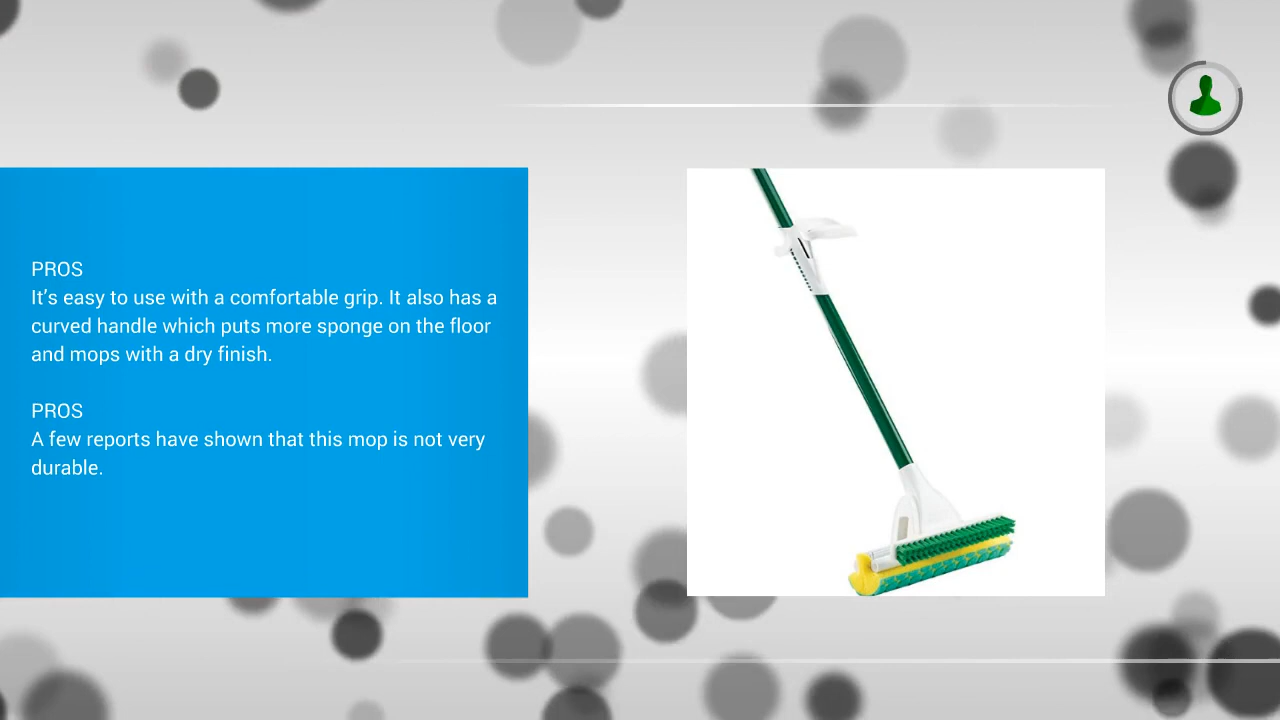 PROS
It’s easy to use with a comfortable grip. It also has a
curved handle which puts more sponge on the floor
and mops with a dry finish.
PROS
A few reports have shown that this mop is not very
durable.